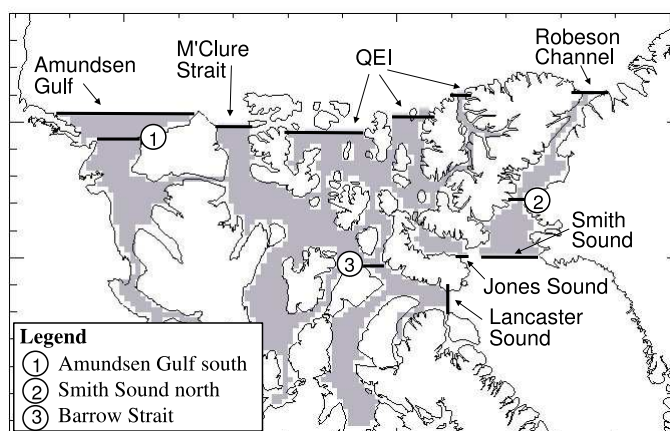 Amundsen
Gulf
M'Clure
Strait
QEI
Robeson
Channel
1
2
Smith
Sound
3
Jones Sound
Lancaster
Sound
Legend
1 Amundsen Gulf south
2 Smith Sound north
3 Barrow Strait